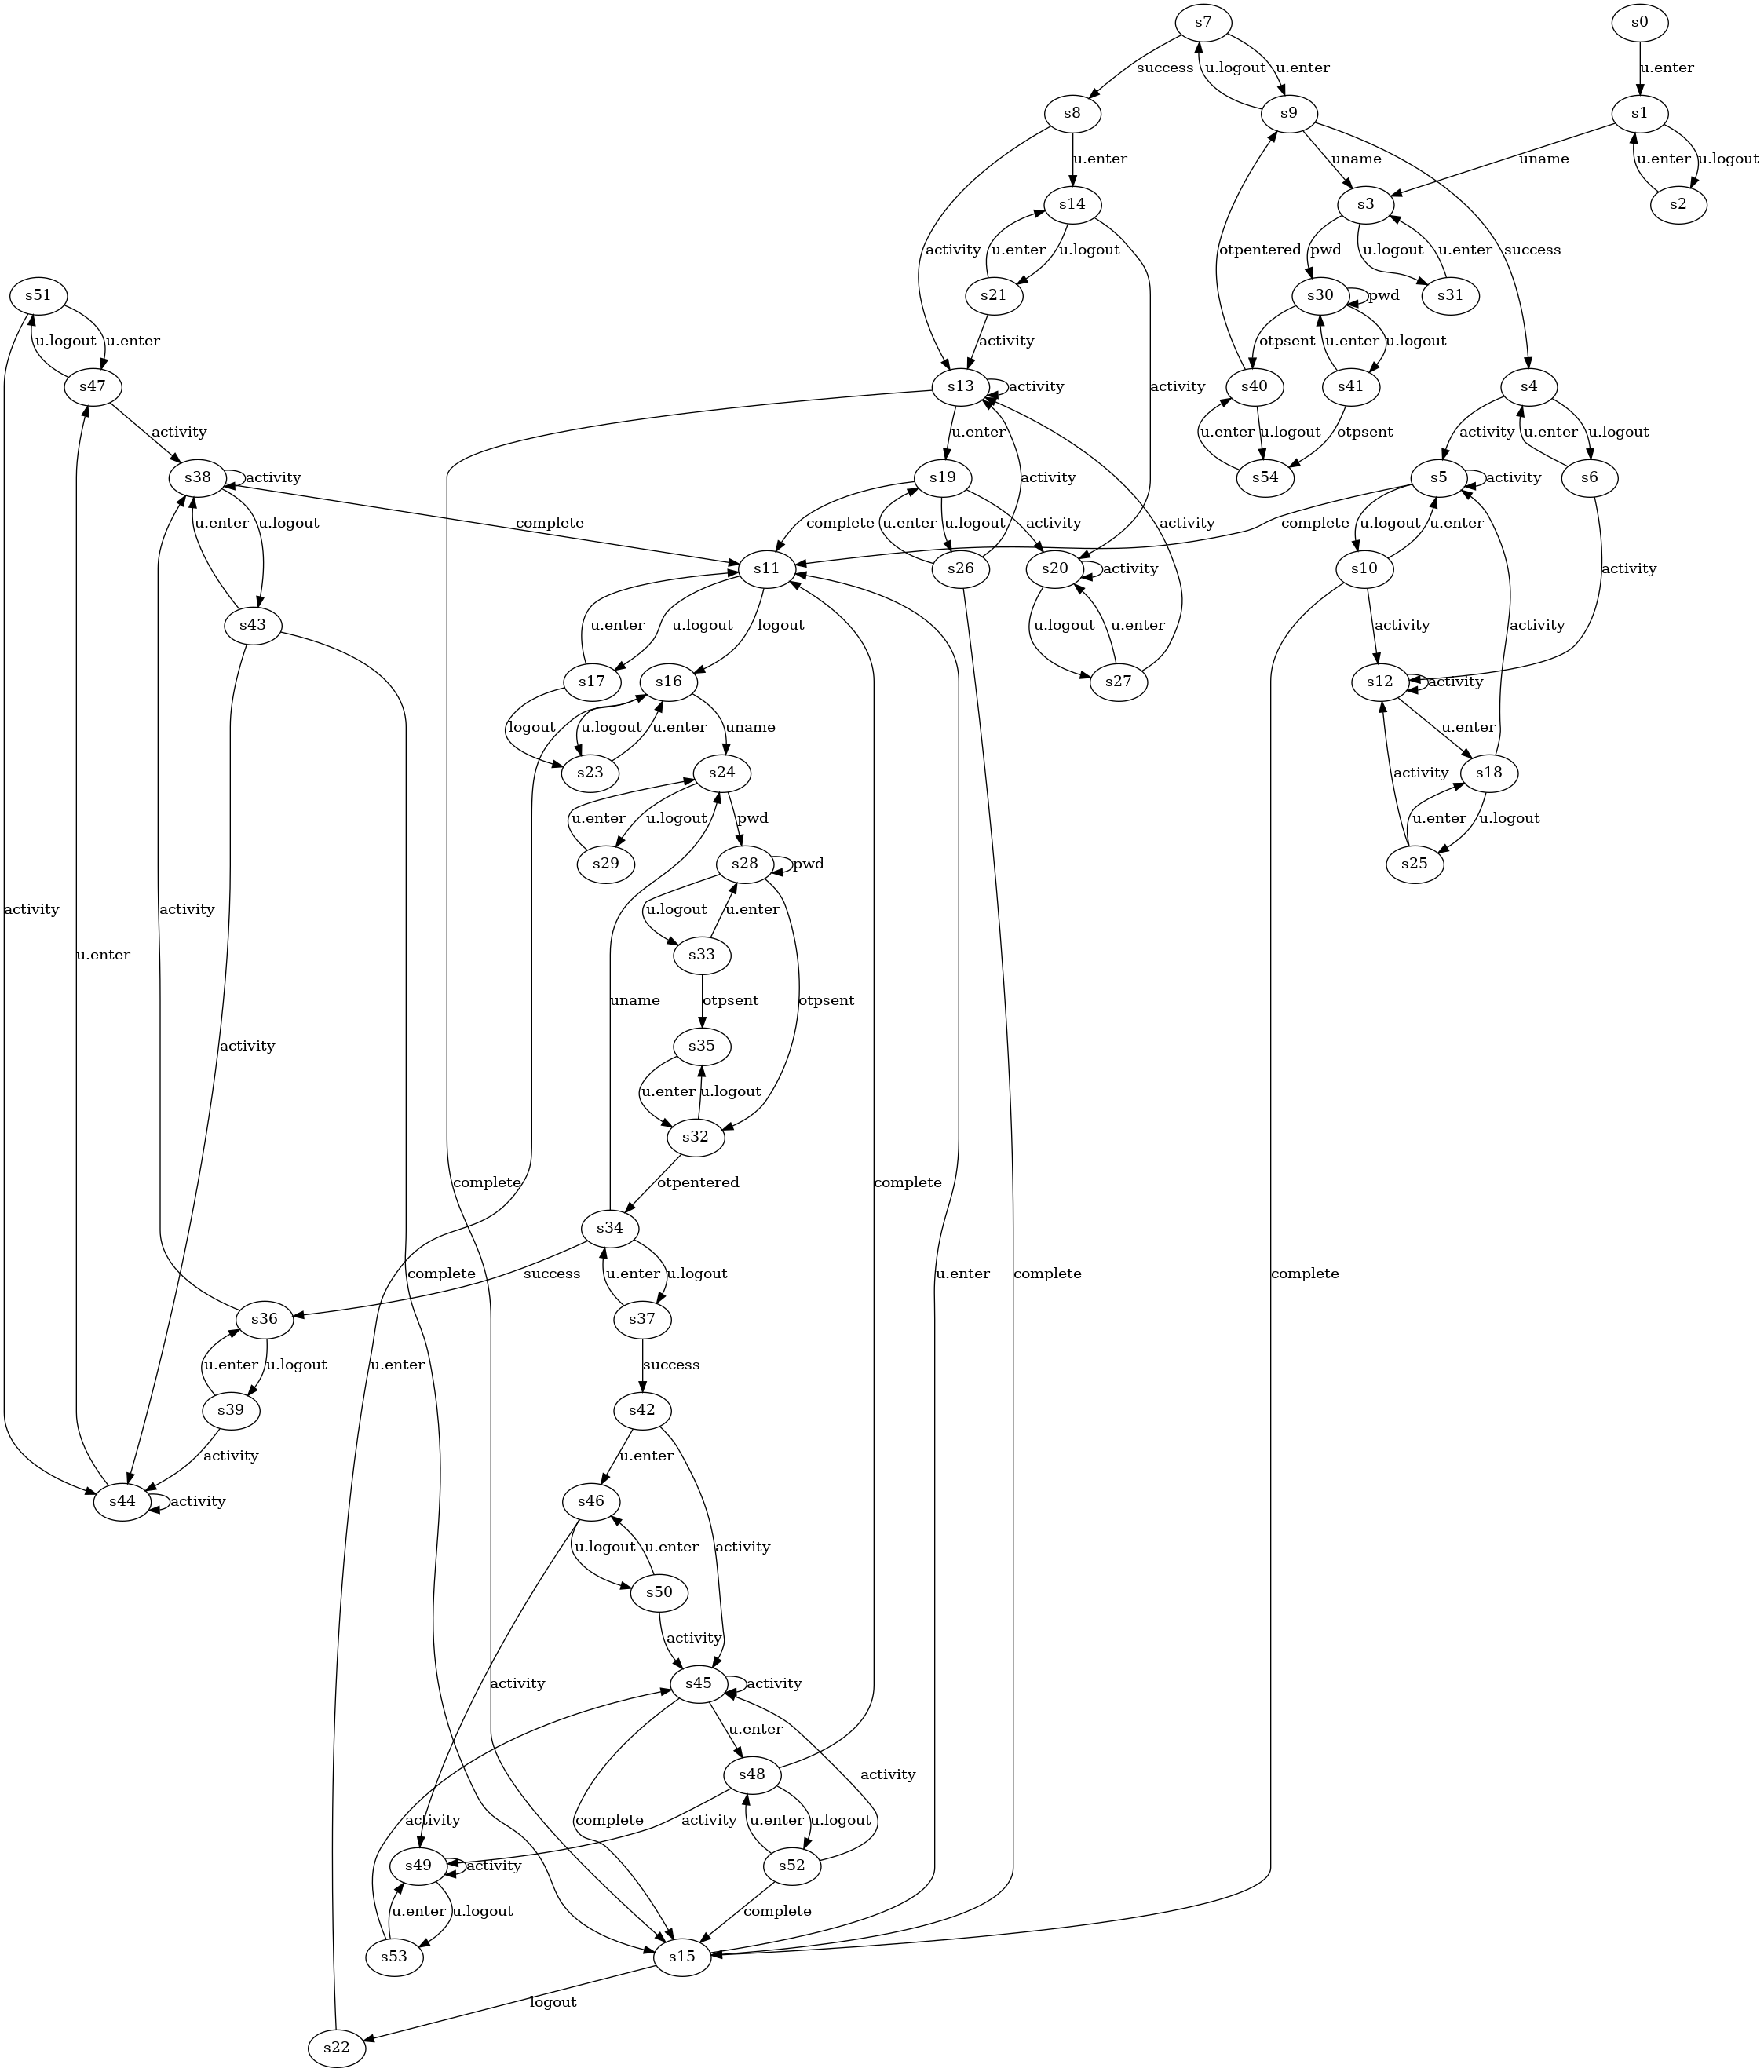 s7 s0
success u.logout u.enter u.enter
s8 s9 s1
u.enter uname uname u.enter u.logout
s14 s3 s2
activity u.enter u.logout otpentered pwd u.logout u.enter success
s51 s21 s30 s31
u.logout u.enter activity activity pwd otpsent u.enter u.logout
s47 s13 s40 s41 s4
activity activity u.enter u.enter u.logout otpsent activity u.enter u.logout
s38 s19 s54 s5 s6
activity activity activity
u.enter u.logout complete complete u.enter u.logout activity activity complete u.logout u.enter
s11 s26 s20 s10
activity
s43 u.enter u.logout logout u.logout u.enter activity activity activity
s17 s16 s27 s12
activity
logout u.logout u.enter uname u.enter
s23 s24 s18
u.enter u.logout pwd activity u.enter u.logout
s29 s28 s25
pwd
activity activity u.logout u.enter
u.enter s33
uname otpsent otpsent
activity s35
u.enter u.logout
s32
complete otpentered complete u.enter
s34
complete success u.enter u.logout complete complete
s36 s37
u.enter u.enter u.logout success
s39 s42
activity u.enter
s44 s46
activity
u.logout u.enter activity
s50
activity activity
s45
activity
u.enter
s48 activity
activity complete activity u.enter u.logout
s49 s52
activity
u.enter u.logout complete
s53 s15
logout
s22